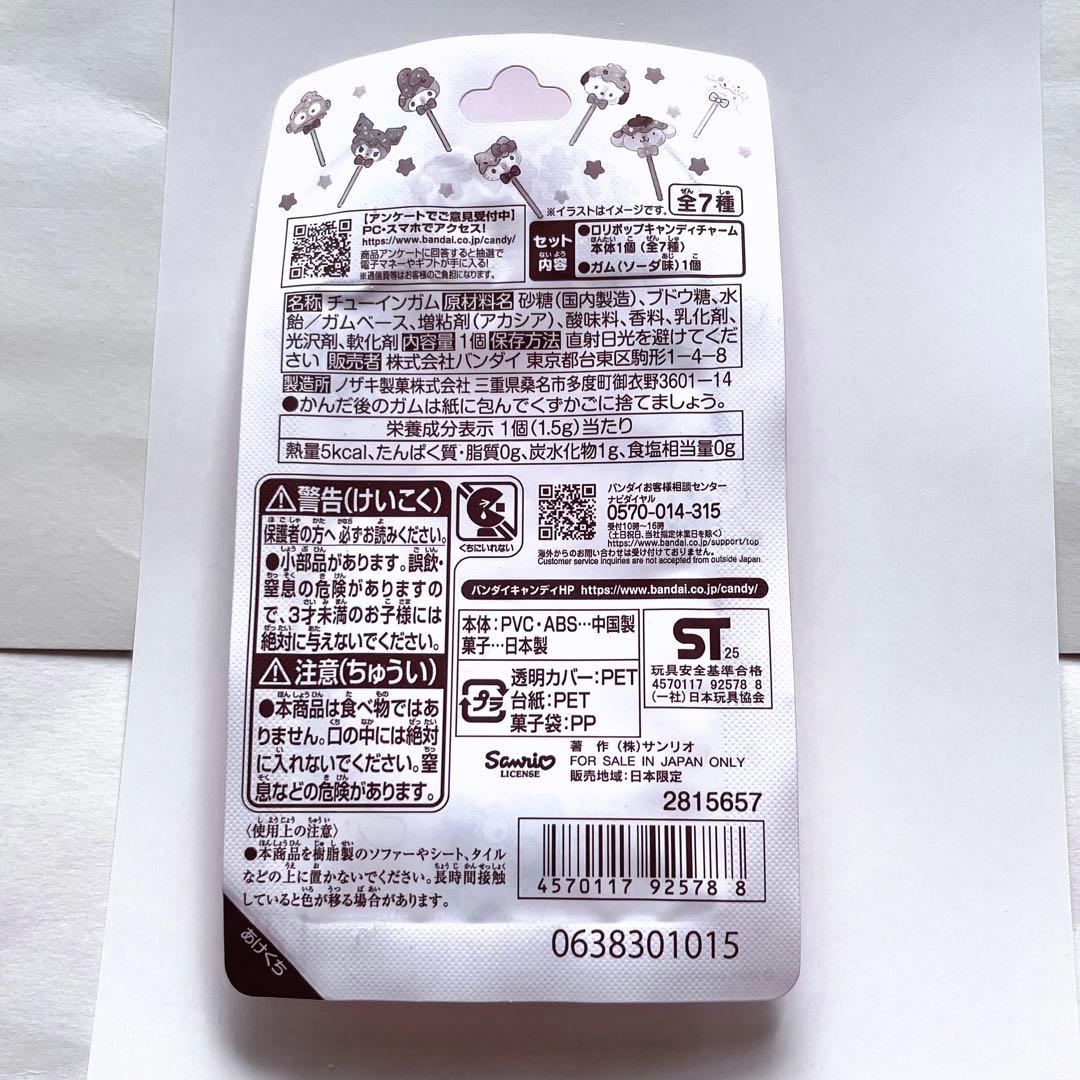 ※イラストはイメージです。
全7種
【アンケートでご意見受付中】
PC・スマホでアクセス!
https://www.bandai.co.jp/candy/
商品アンケートに回答すると抽選で
電子マネーやギフトが手に入る!
※通信費等はお客様のご負担になります。
セット内容
●ロリポップキャンディチャーム
本体1個(全7種)
●ガム(ソーダ味)1個
名称 チューインガム 原材料名 砂糖(国内製造)、ブドウ糖、水
飴/ガムベース、増粘剤(アカシア)、酸味料、香料、乳化剤、
光沢剤、軟化剤 内容量 1個 保存方法 直射日光を避けてくだ
さい 販売者 株式会社バンダイ 東京都台東区駒形1-4-8
製造所 ノザキ製菓株式会社 三重県桑名市多度町御衣野3601-14
●かんだ後のガムは紙に包んでくずかごに捨てましょう。
栄養成分表示 1個(1.5g)当たり
熱量5kcal、たんぱく質・脂質0g、炭水化物1g、食塩相当量0g
⚠警告(けいこく)
保護者の方へ 必ずお読みください。
●小部品があります。誤飲・
窒息の危険がありますの
で、3才未満のお子様には
絶対に与えないでください。
⚠注意(ちゅうい)
●本商品は食べ物ではあ
りません。口の中には絶対
に入れないでください。窒
息などの危険があります。
くちにいれない
バンダイお客様相談センター
ナビダイヤル
0570-014-315
受付10時~16時
(土日祝日、当社指定休業日を除く)
https://www.bandai.co.jp/support/top
海外からのお問い合わせは受け付けておりません。
Customer service inquiries are not accepted from outside Japan.
バンダイキャンディHP https://www.bandai.co.jp/candy/
本体:PVC・ABS…中国製
菓子…日本製
プラ
透明カバー:PET
台紙:PET
菓子袋:PP
ST 25
玩具安全基準合格
4570117 92578 8
(一社)日本玩具協会
Sanrio
LICENSE
著 作 (株)サンリオ
FOR SALE IN JAPAN ONLY
販売地域:日本限定
2815657
〈使用上の注意〉
●本商品を樹脂製のソファーやシート、タイル
などの上に置かないでください。長時間接触
していると色が移る場合があります。
4570117 92578 8
あけくち
0638301015